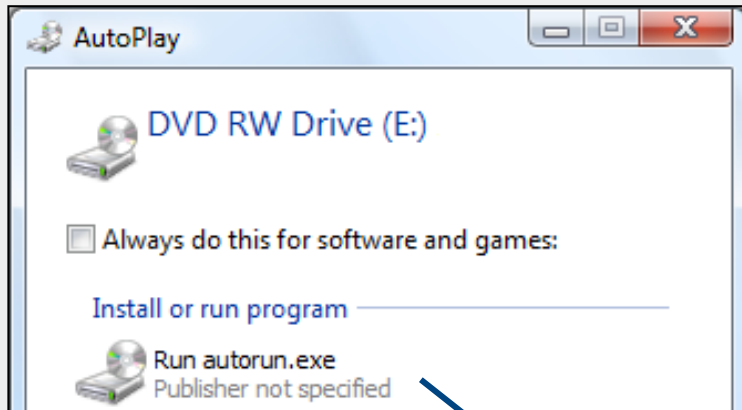 AutoPlay
DVD RW Drive (E:)
Always do this for software and games:
Install or run program
Run autorun.exe
Publisher not specified